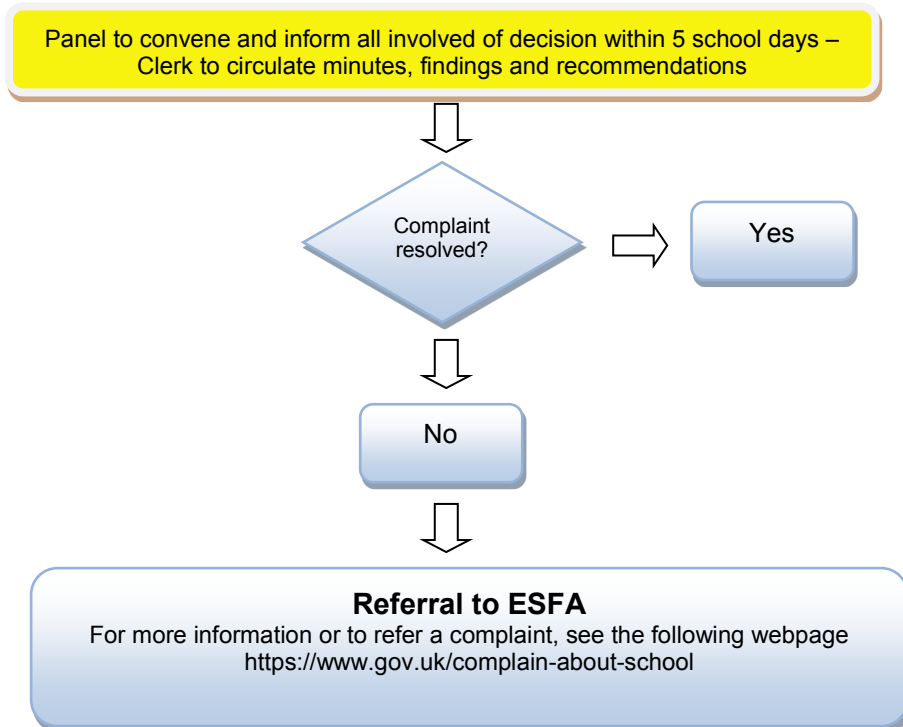 Panel to convene and inform all involved of decision within 5 school days –
Clerk to circulate minutes, findings and recommendations
Complaint
resolved?
Yes
No
Referral to ESFA
For more information or to refer a complaint, see the following webpage
https://www.gov.uk/complain-about-school